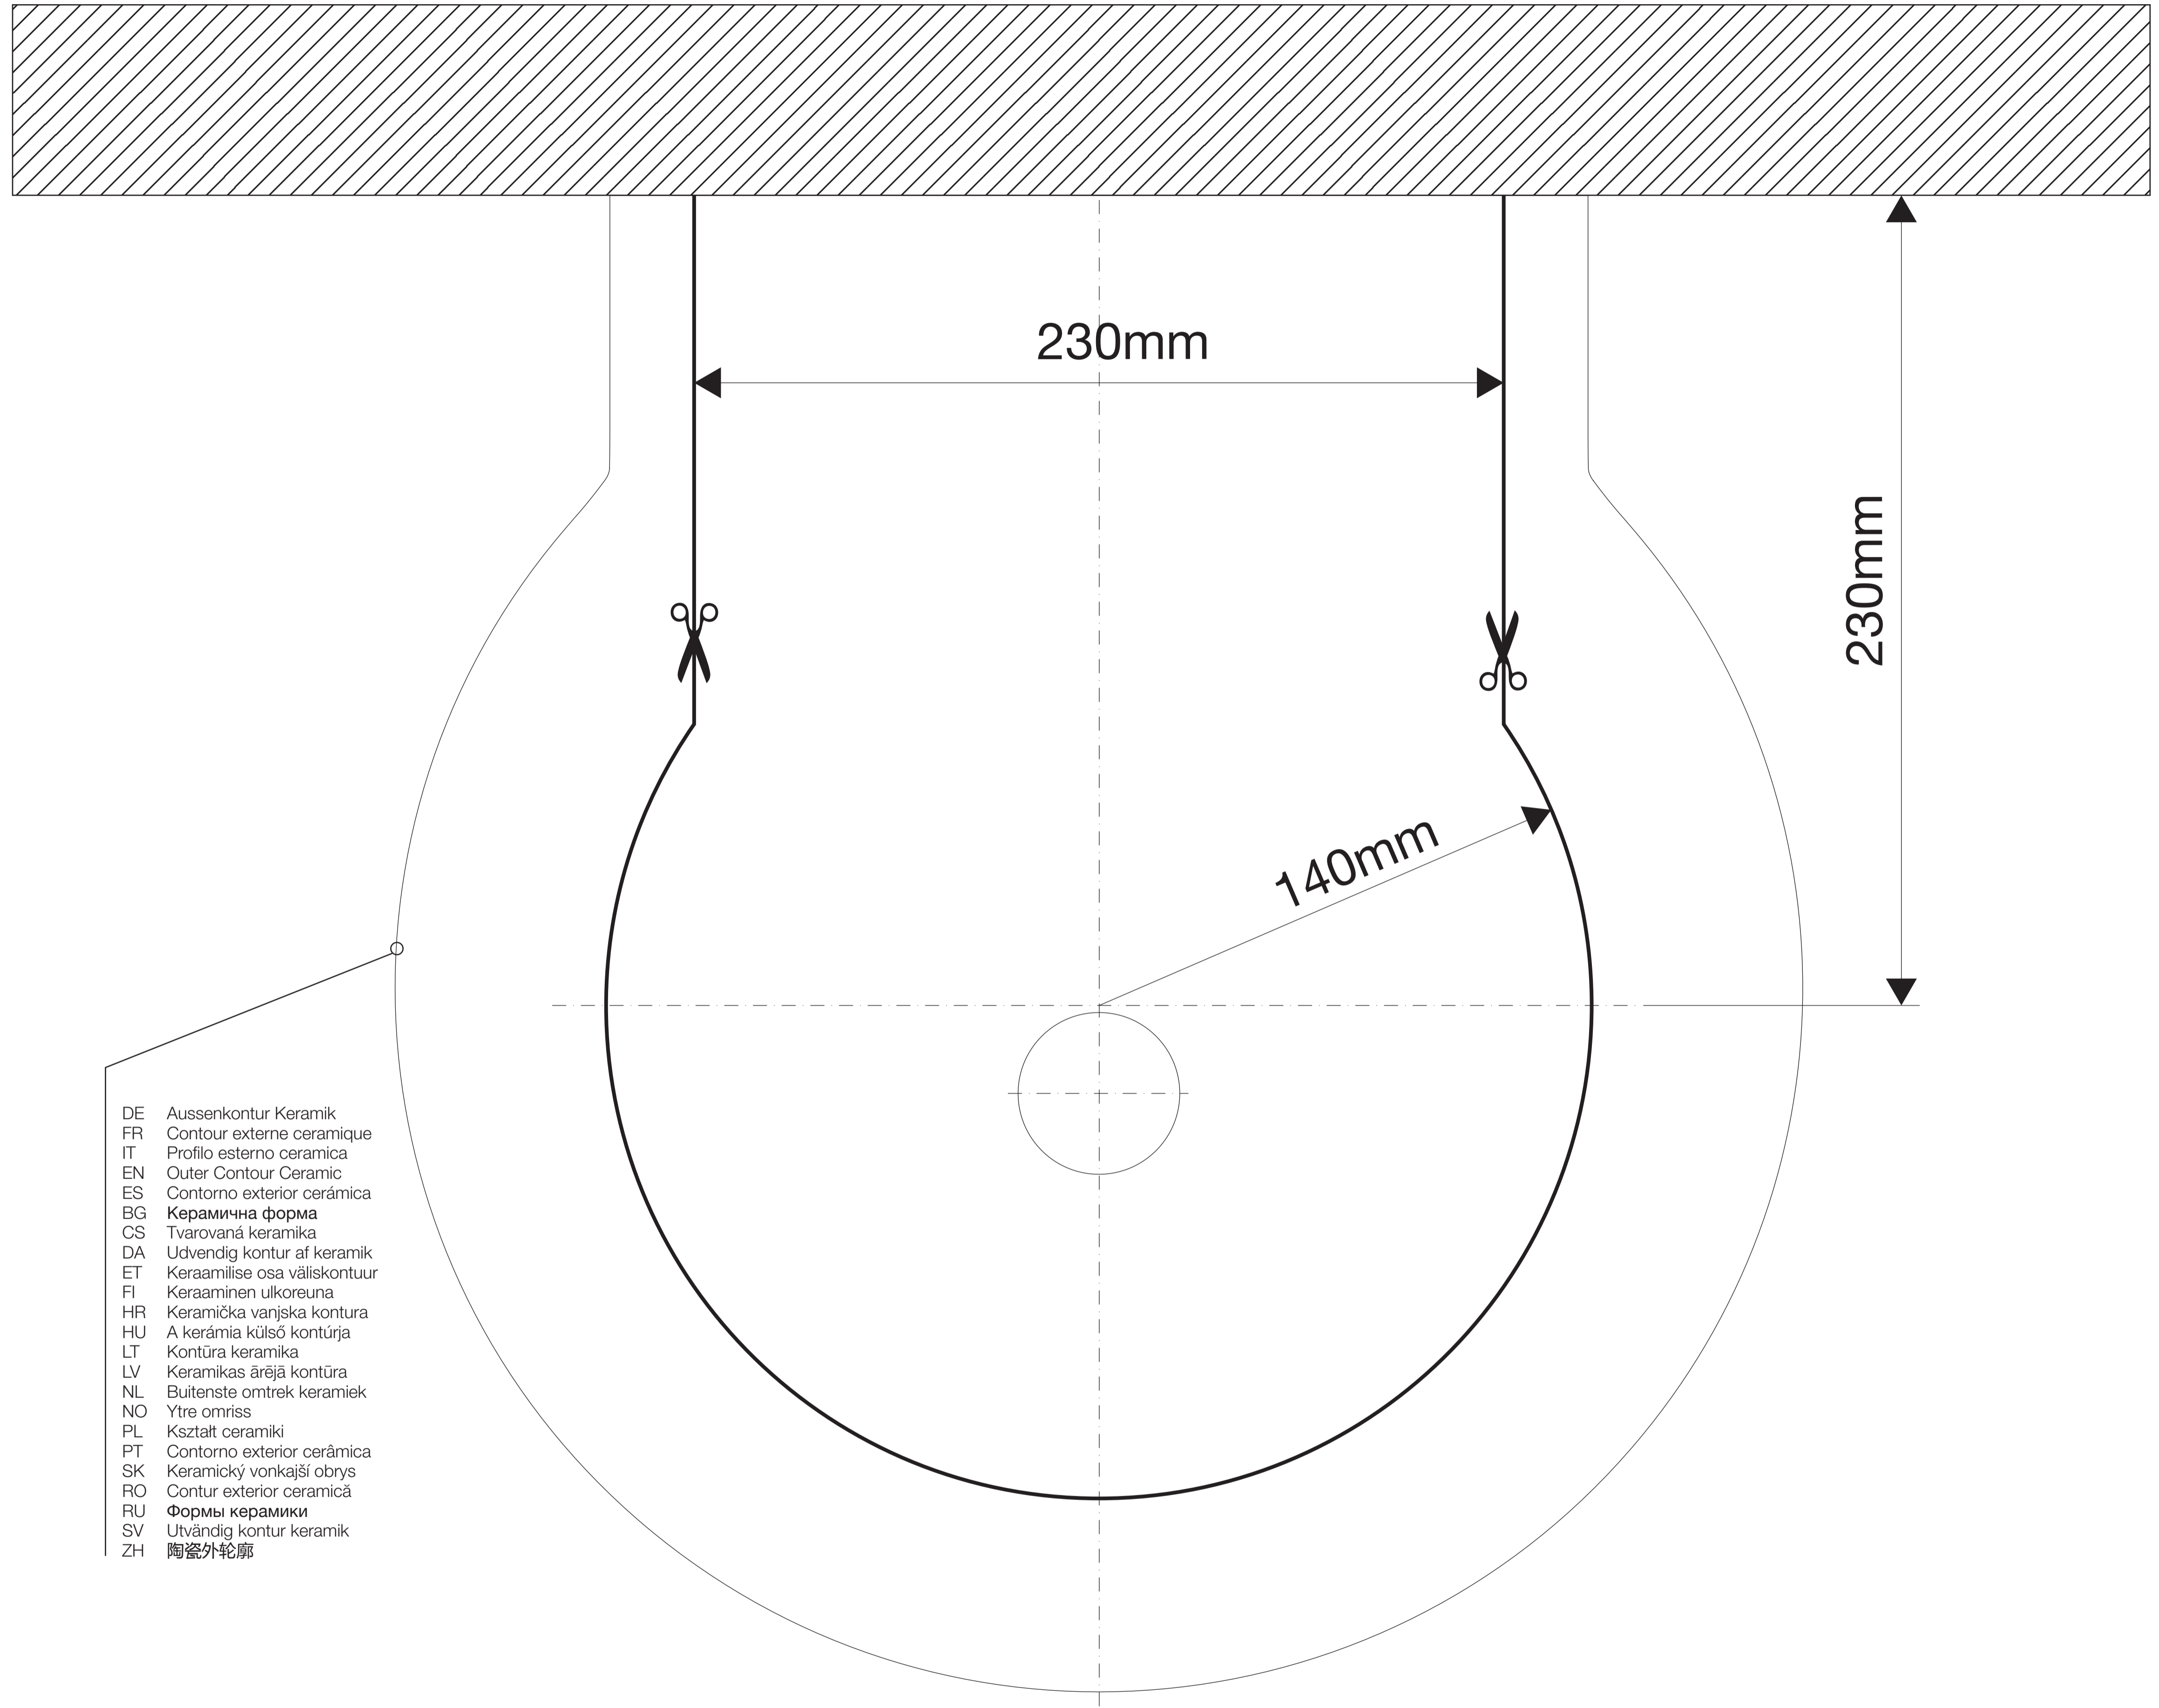 230mm
230mm
140mm
DE Aussenkontur Keramik
FR Contour externe ceramique
IT Profilo esterno ceramica
EN Outer Contour Ceramic
ES Contorno exterior cerámica
BG Керамична форма
CS Tvarovaná keramika
DA Udvendig kontur af keramik
ET Keraamilise osa väliskontuur
FI Keraaminen ulkoreuna
HR Keramička vanjska kontura
HU A kerámia külső kontúrja
LT Kontūra keramika
LV Keramikas ārējā kontūra
NL Buitenste omtrek keramiek
NO Ytre omriss
PL Kształt ceramiki
PT Contorno exterior cerâmica
SK Keramický vonkajší obrys
RO Contur exterior ceramică
RU Формы керамики
SV Utvändig kontur keramik
ZH 陶瓷外轮廓